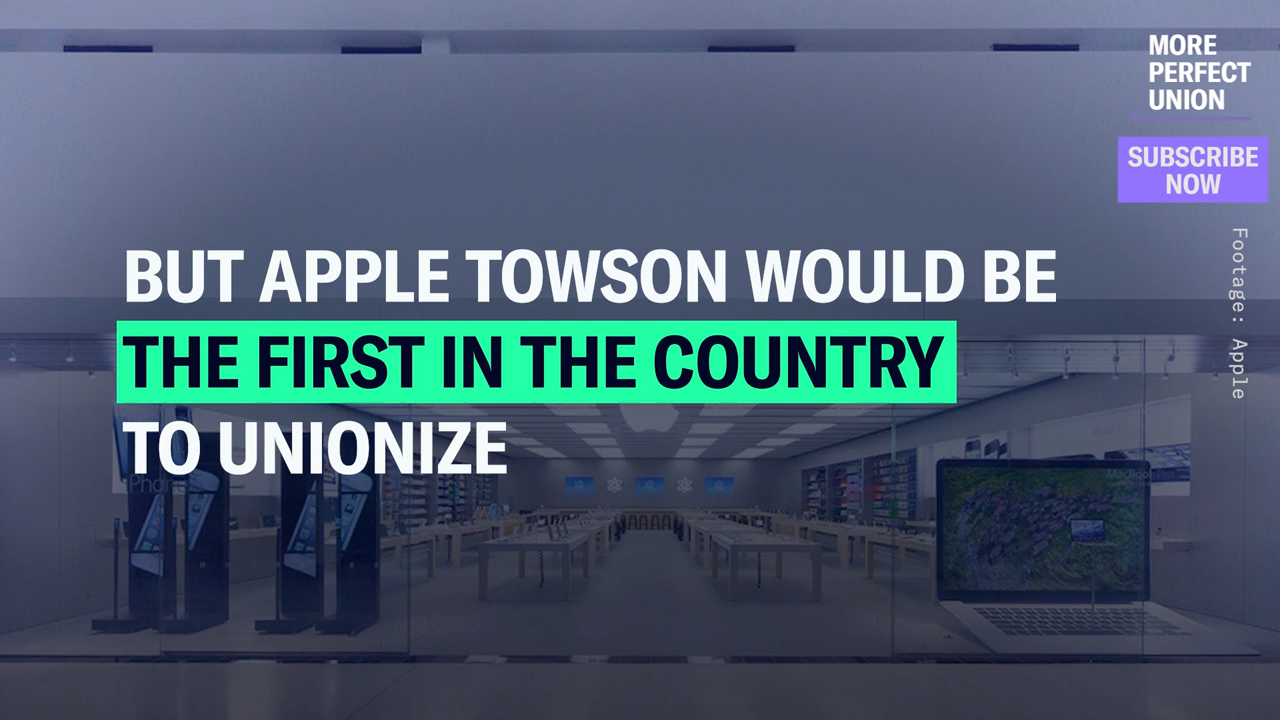 MORE
PERFECT
UNION
SUBSCRIBE
NOW
Footage: Apple
BUT APPLE TOWSON WOULD BE
THE FIRST IN THE COUNTRY
TO UNIONIZE
iPhone